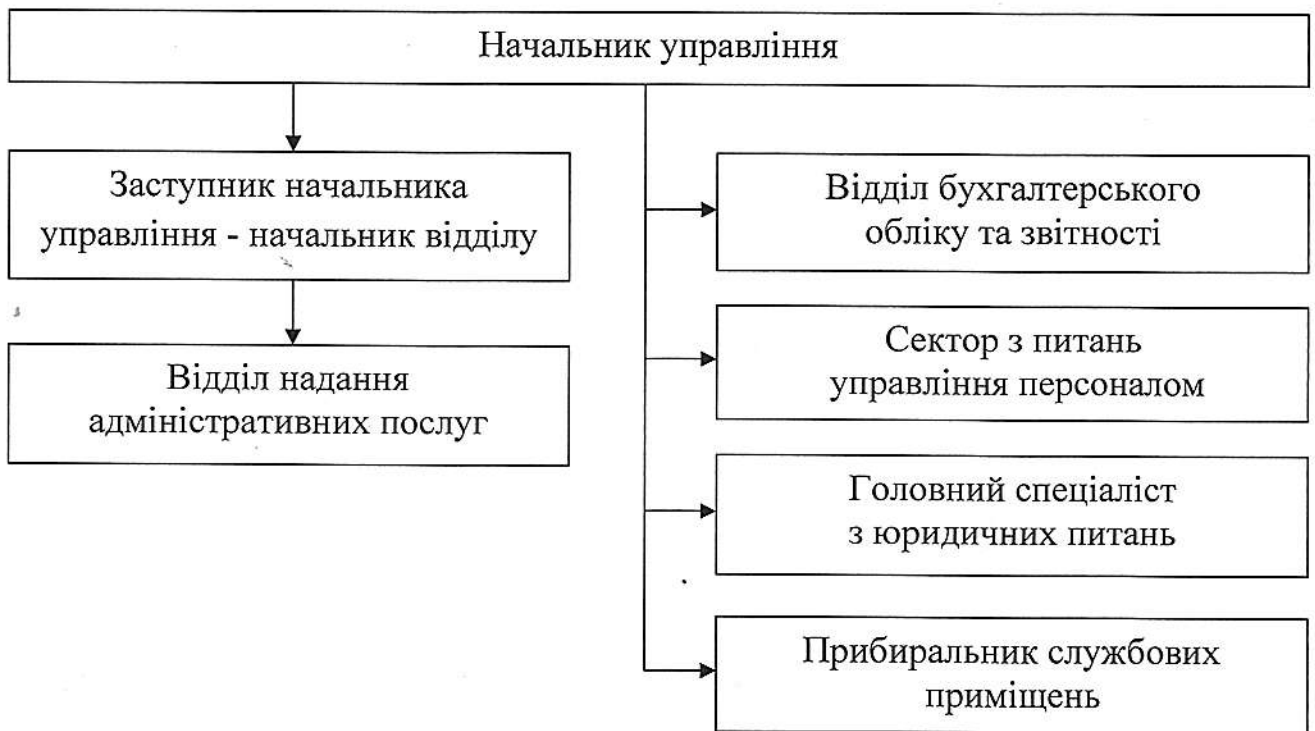 Начальник управління
Заступник начальника
управління - начальник відділу
Відділ надання
адміністративних послуг
Відділ бухгалтерського
обліку та звітності
Сектор з питань
управління персоналом
Головний спеціаліст
з юридичних питань
Прибиральник службових
приміщень